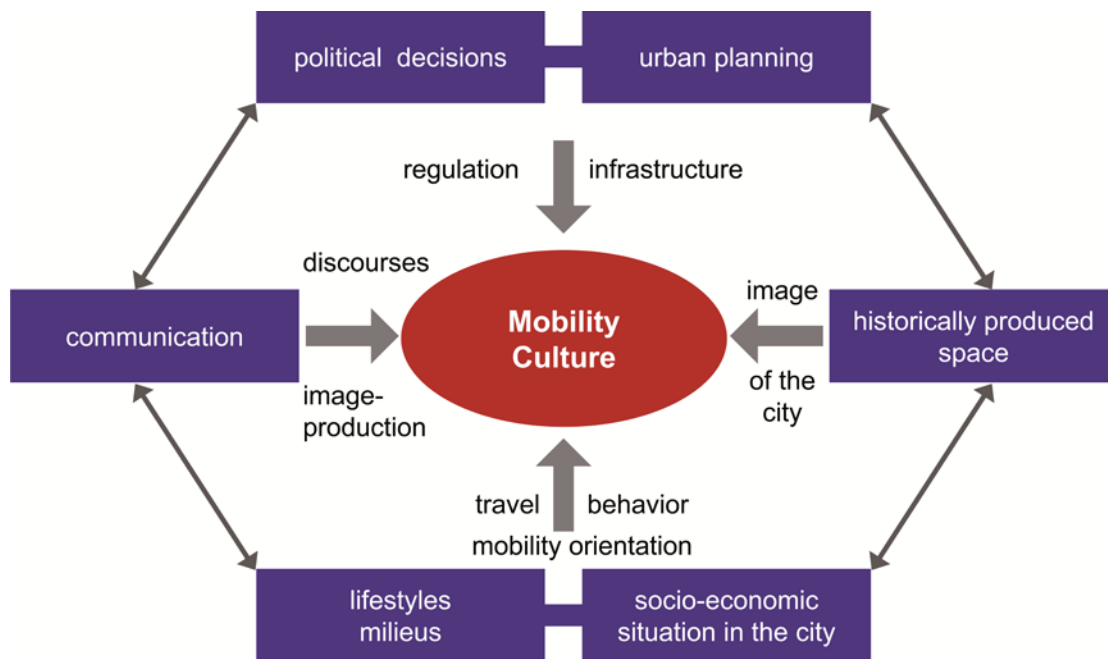 political decisions
urban planning
regulation
infrastructure
discourses
communication
image-
production
Mobility
Culture
image
of the
city
historically produced
space
travel behavior
mobility orientation
lifestyles
milieus
socio-economic
situation in the city